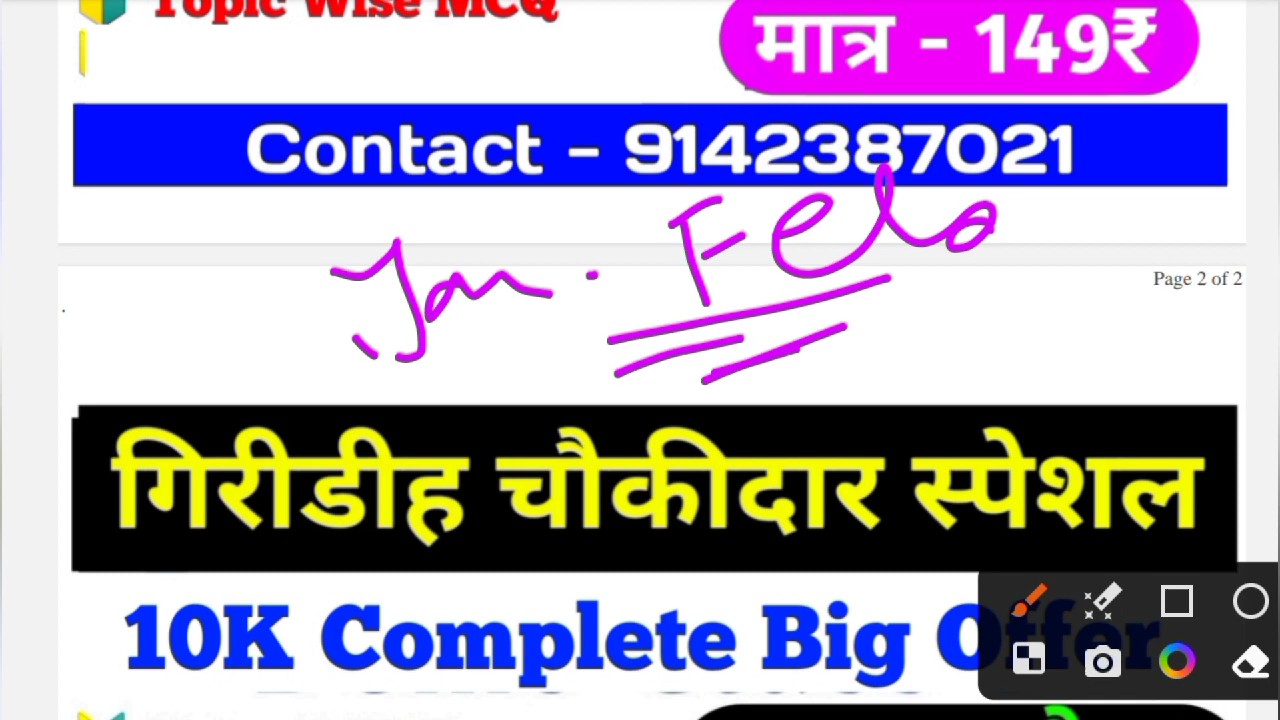 Topic Wise MCQ
मात्र - 149₹
Contact - 9142387021
Jan. Feb
Page 2 of 2
गिरीडीह चौकीदार स्पेशल
10K Complete Big Offer